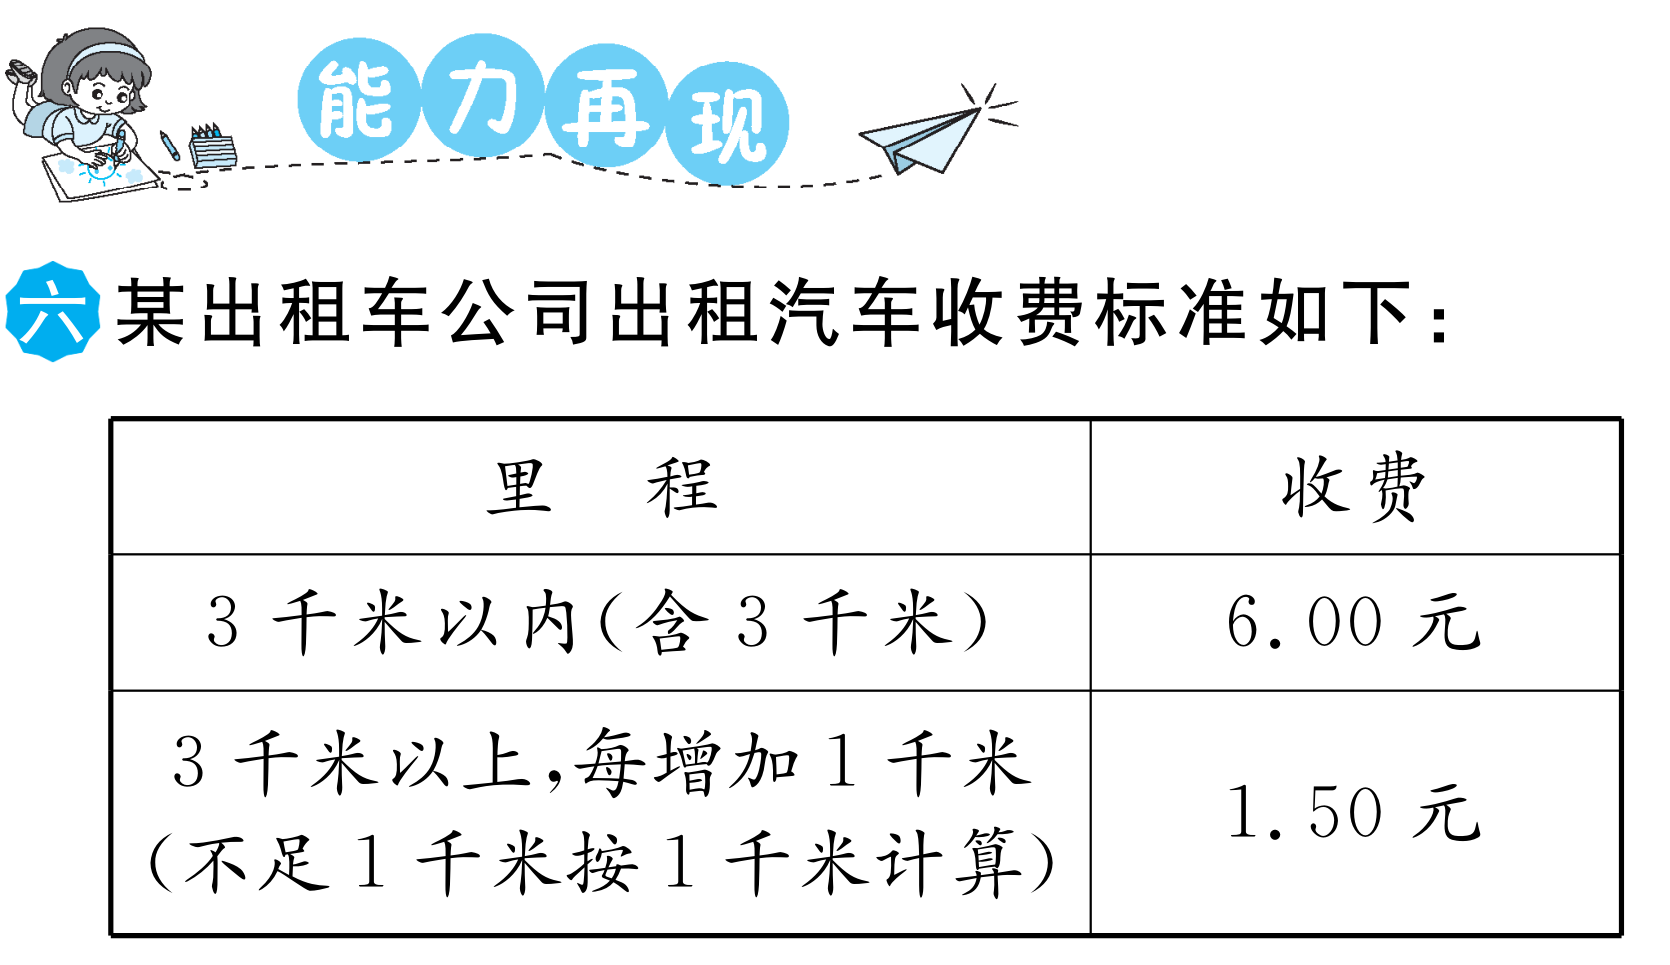 能力再现
六 某出租车公司出租汽车收费标准如下：
里 程 收费
3 千米以内(含 3 千米) 6.00 元
3 千米以上,每增加 1 千米
(不足 1 千米按 1 千米计算) 1.50 元